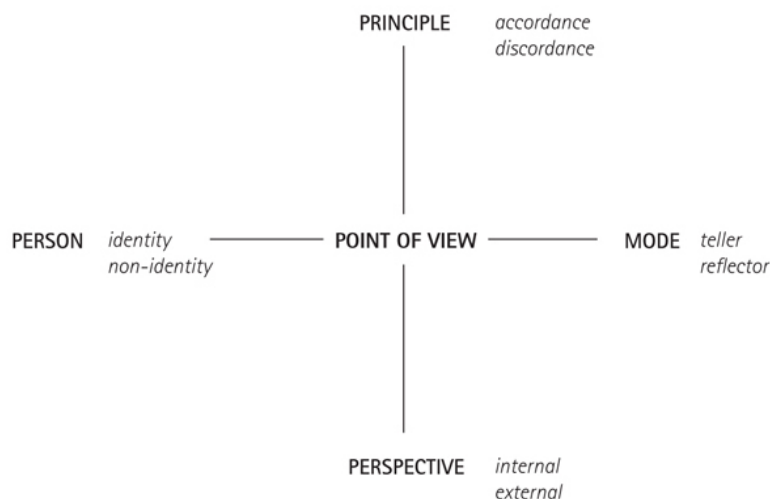 PRINCIPLE accordance
discordance
PERSON identity
non-identity
POINT OF VIEW
MODE teller
reflector
PERSPECTIVE internal
external